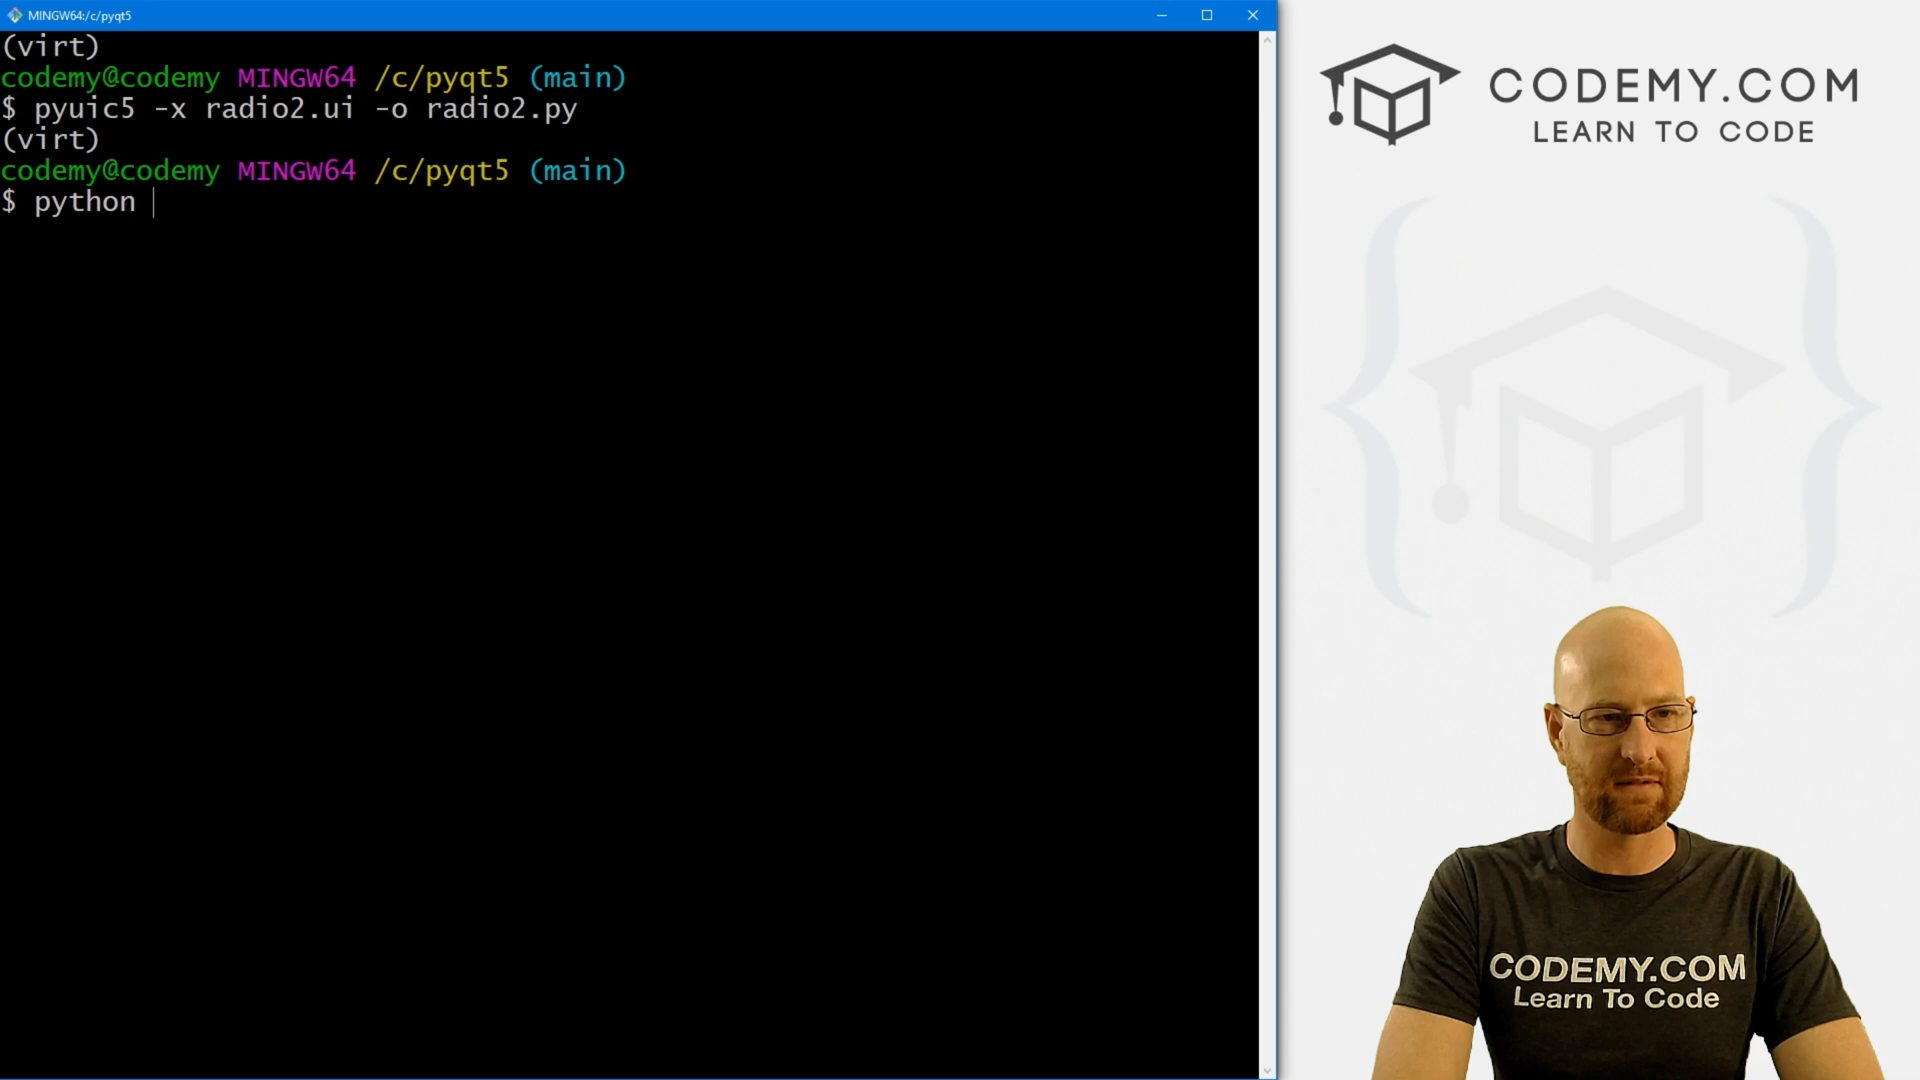 MINGW64:/c/pyqt5
(virt)
codemy@codemy MINGW64 /c/pyqt5 (main)
$ pyuic5 -x radio2.ui -o radio2.py
(virt)
codemy@codemy MINGW64 /c/pyqt5 (main)
$ python
CODEMY.COM
LEARN TO CODE
CODEMY.COM
Learn To Code